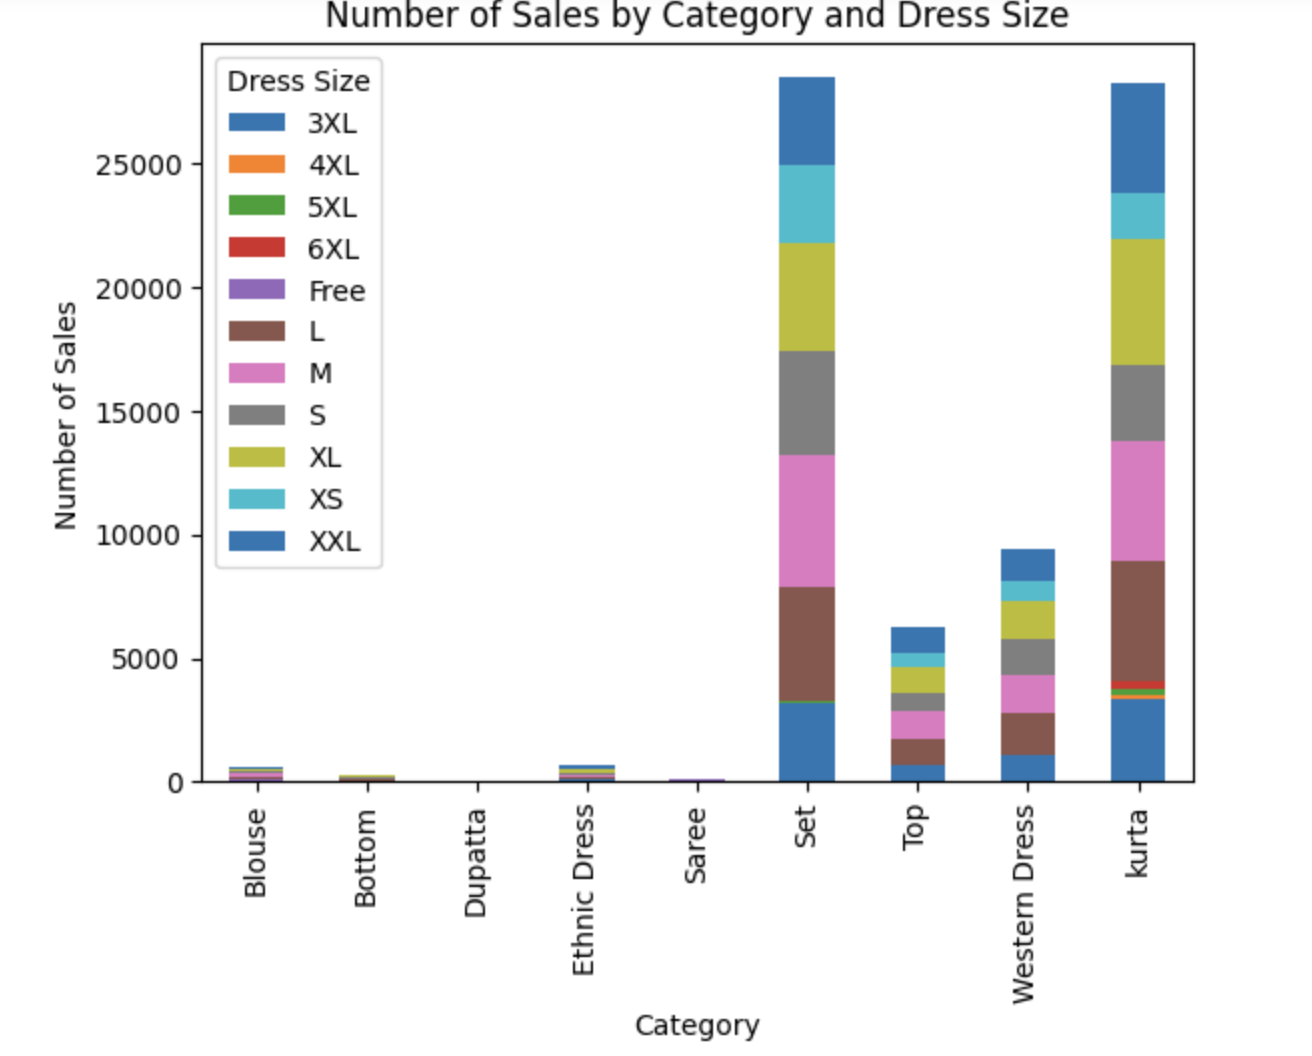 Number of Sales by Category and Dress Size
Dress Size
3XL
4XL
5XL
6XL
Free
L
M
S
XL
XS
XXL
Number of Sales
25000
20000
15000
10000
5000
0
Blouse
Bottom
Dupatta
Ethnic Dress
Saree
Set
Top
Western Dress
kurta
Category